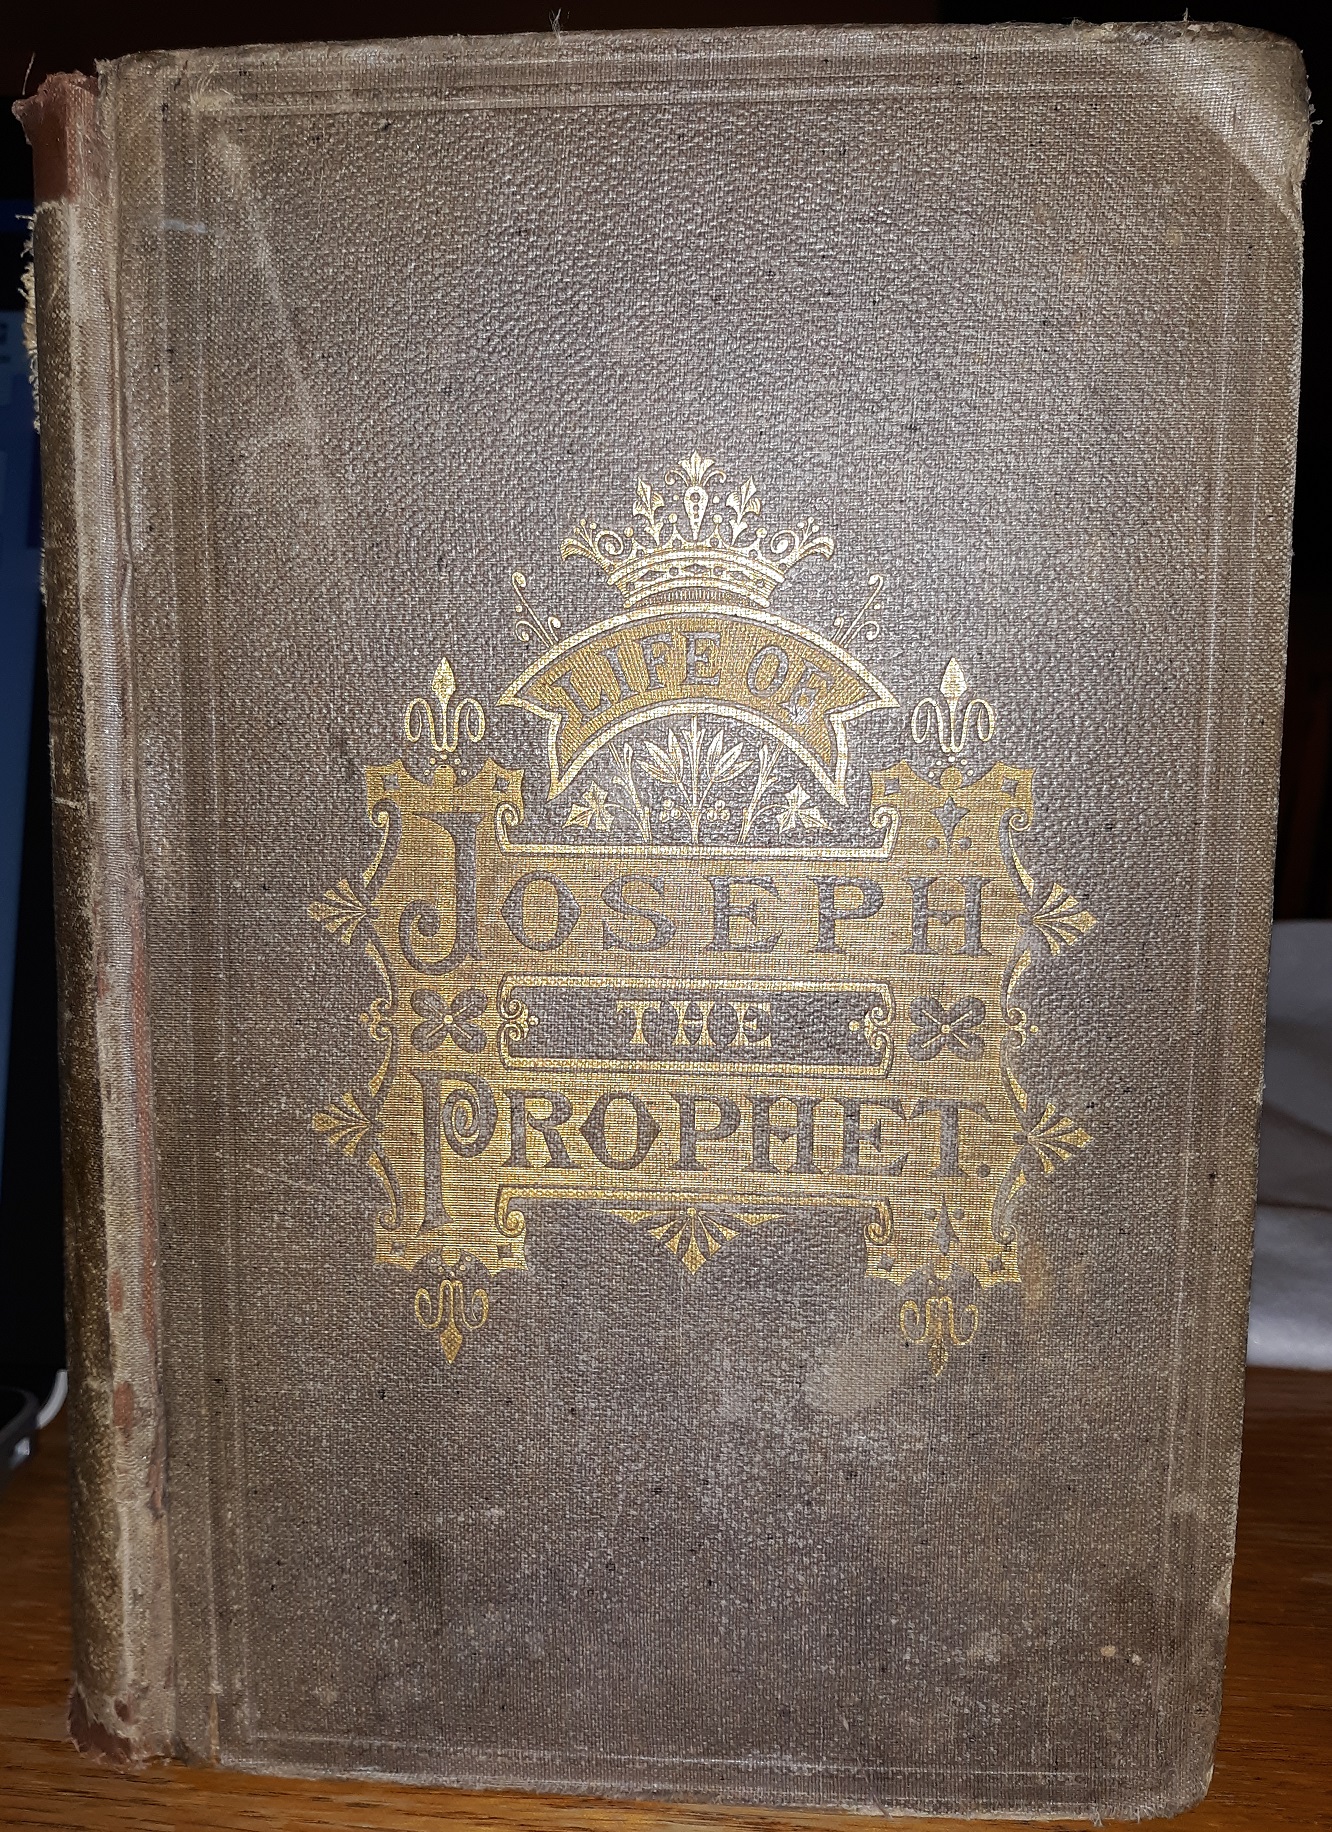 LIFE OF
JOSEPH
THE
PROPHET.